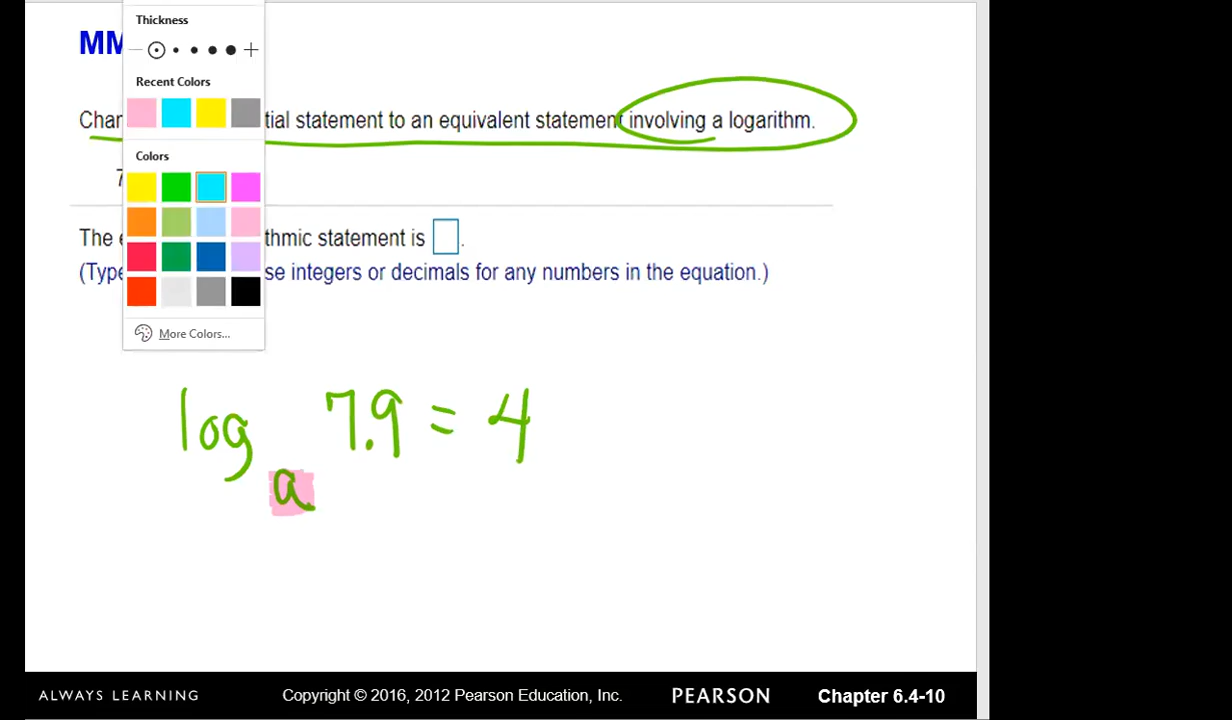 Thickness
MM
Recent Colors
Chan tial statement to an equivalent statement involving a logarithm.
Colors
7
The e thmic statement is .
(Type se integers or decimals for any numbers in the equation.)
More Colors...
log a 7.9 = 4
ALWAYS LEARNING Copyright © 2016, 2012 Pearson Education, Inc. PEARSON Chapter 6.4-10